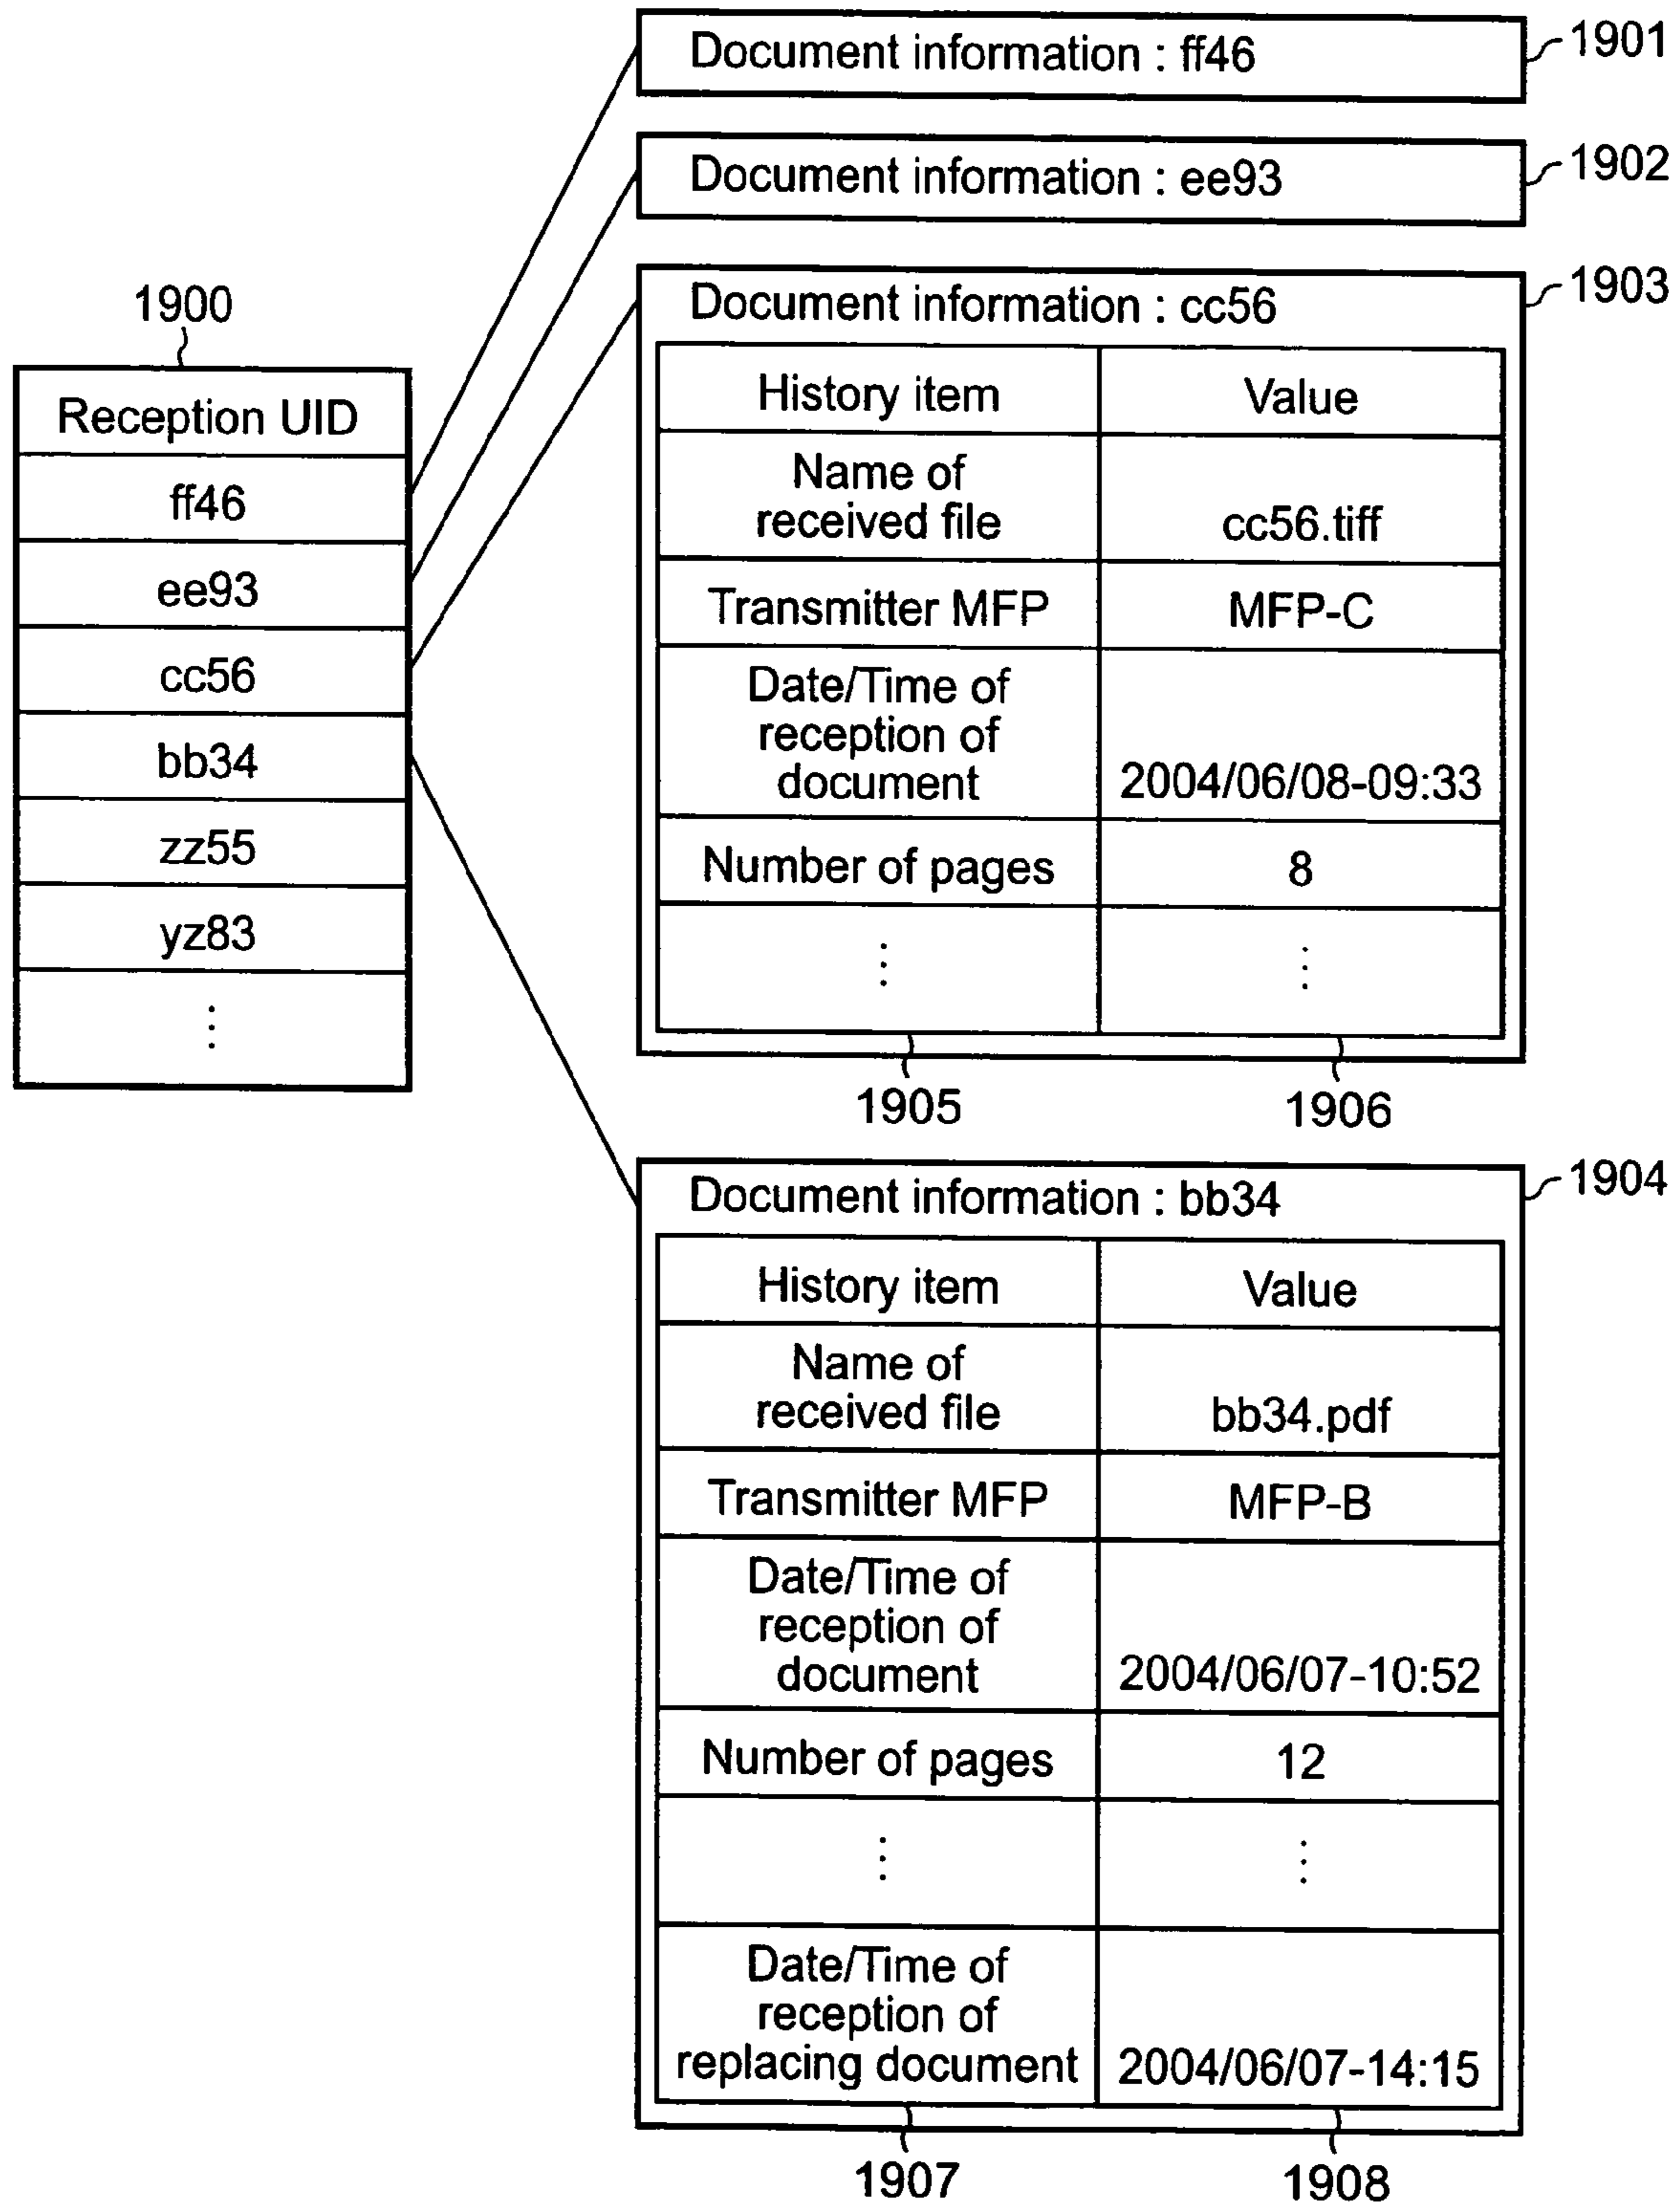 1900
Reception UID
ff46
ee93
cc56
bb34
zz55
yz83
⋮
Document information : ff46
1901
Document information : ee93
1902
Document information : cc56
1903
History item
Value
Name of
received file
cc56.tiff
Transmitter MFP
MFP-C
Date/Time of
reception of
document
2004/06/08-09:33
Number of pages
8
⋮
⋮
1905
1906
Document information : bb34
1904
History item
Value
Name of
received file
bb34.pdf
Transmitter MFP
MFP-B
Date/Time of
reception of
document
2004/06/07-10:52
Number of pages
12
⋮
⋮
Date/Time of
reception of
replacing document
2004/06/07-14:15
1907
1908